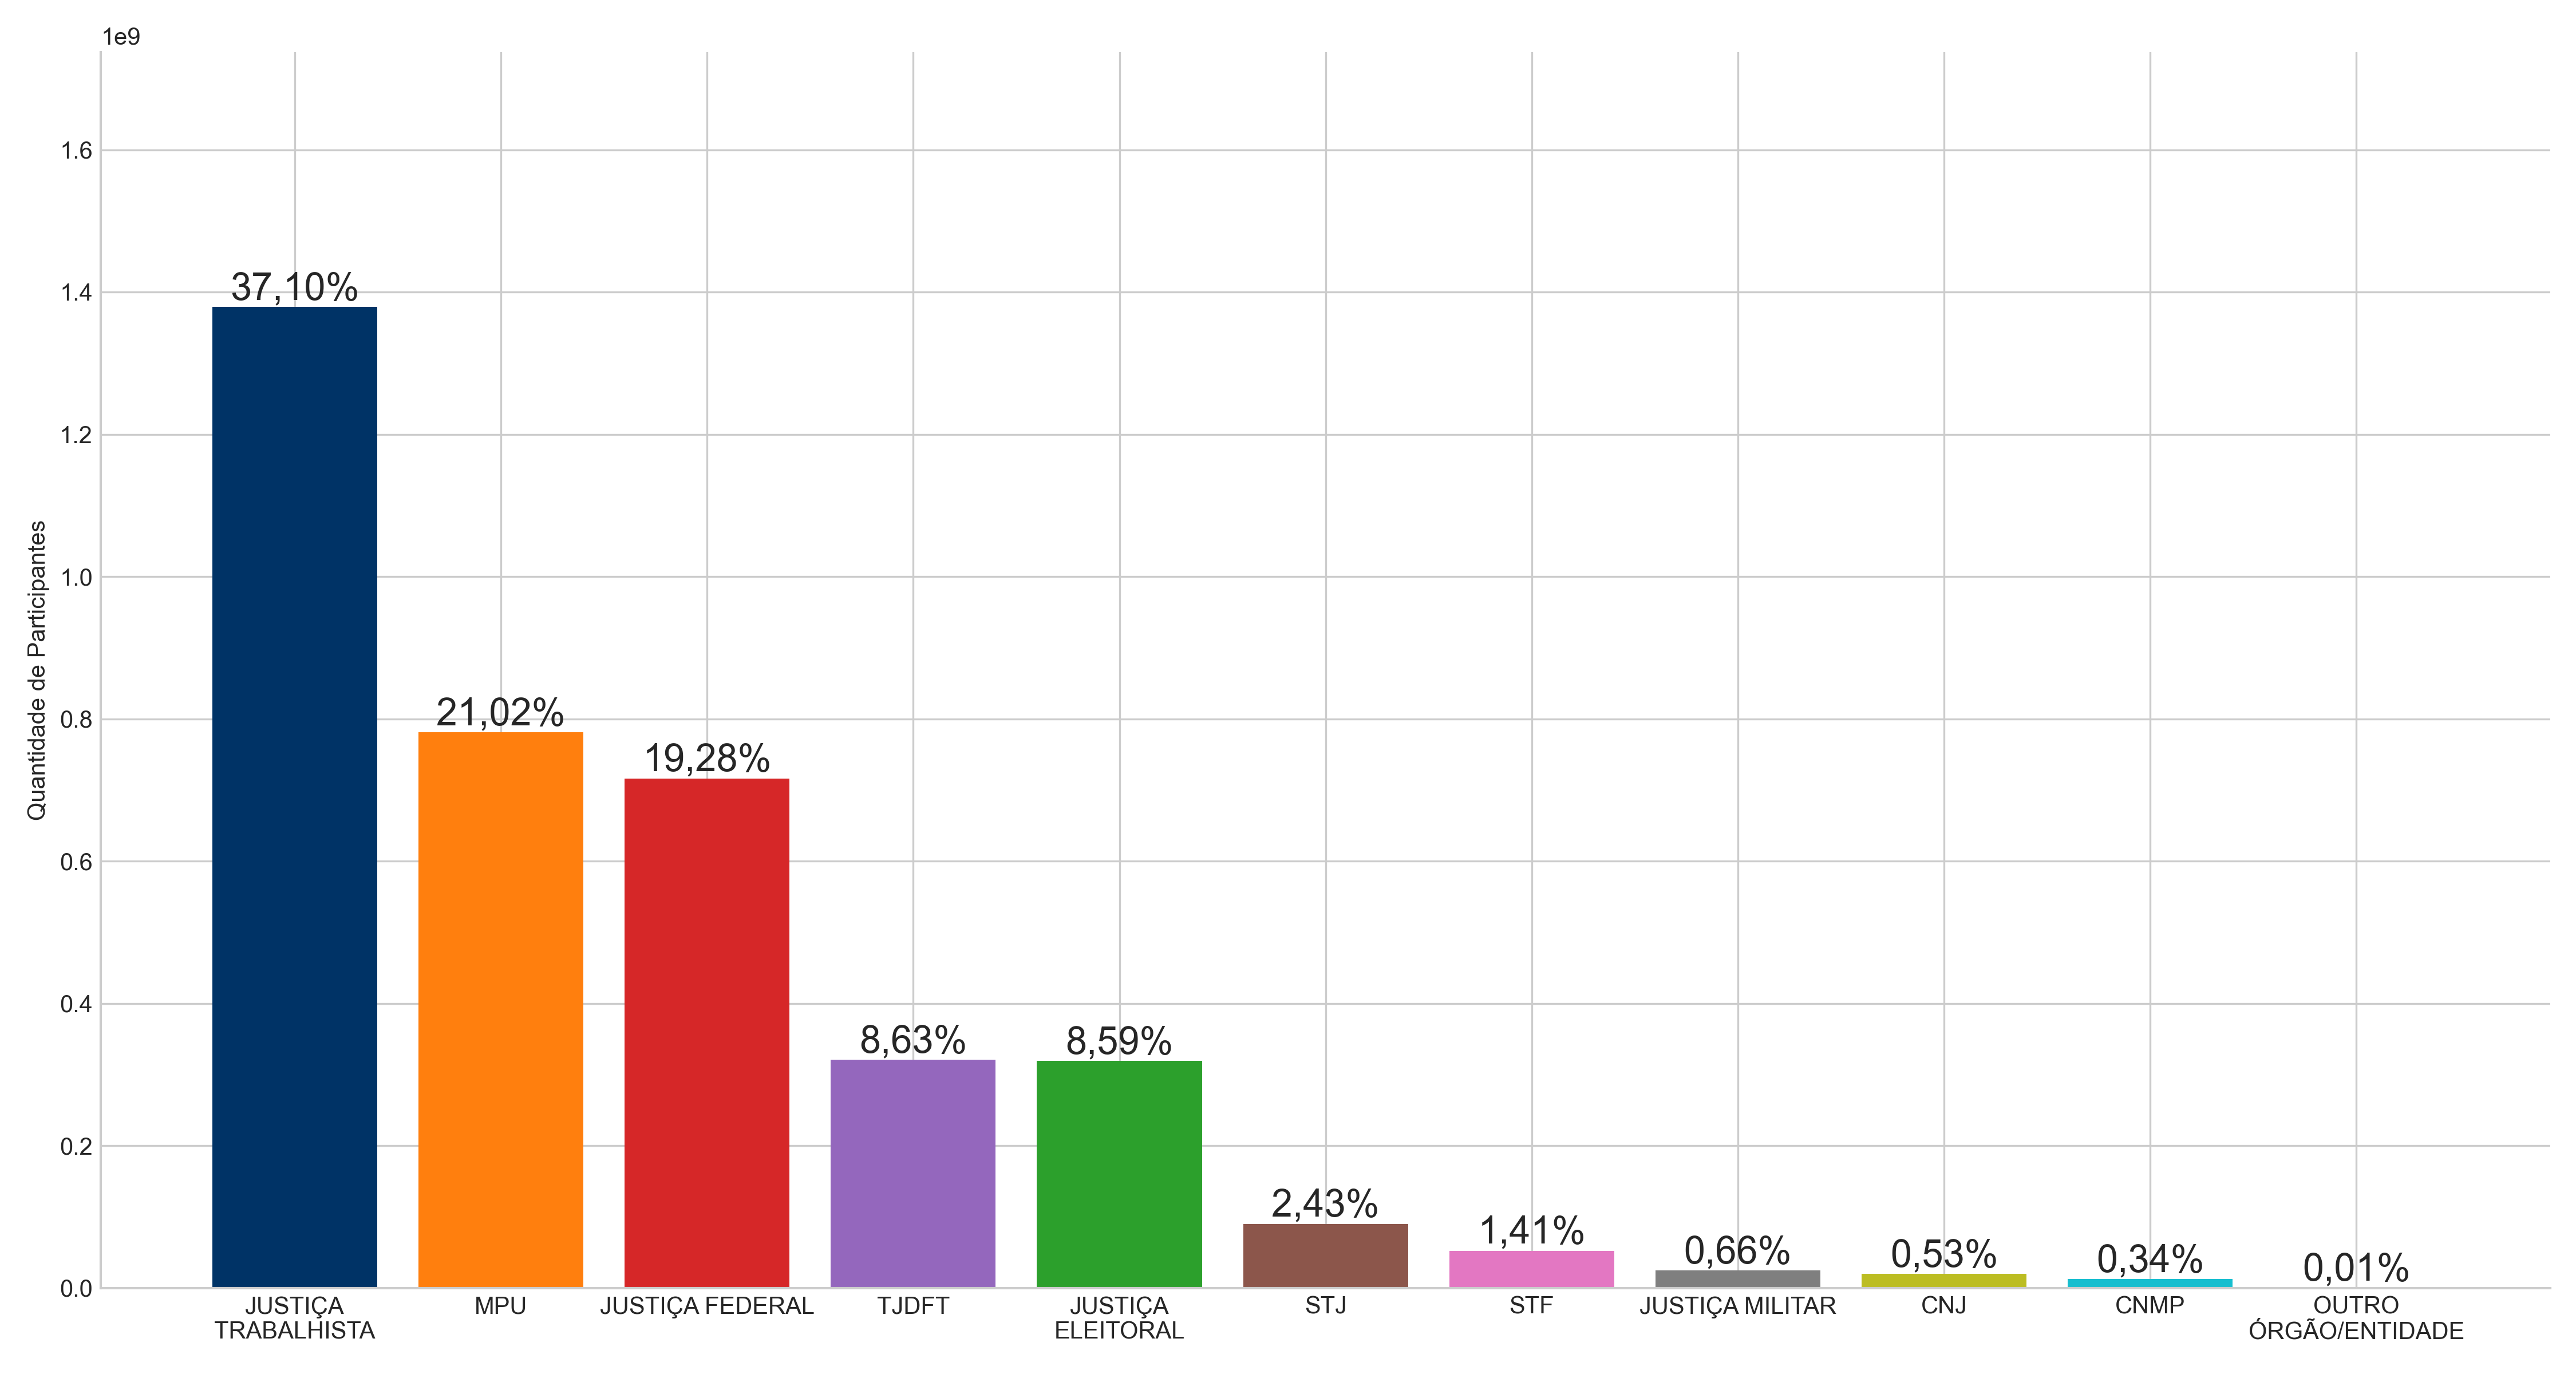 1e9
1.6
1.4
1.2
1.0
0.8
0.6
0.4
0.2
0.0
Quantidade de Participantes
37,10%
21,02%
19,28%
8,63%
8,59%
2,43%
1,41%
0,66%
0,53%
0,34%
0,01%
JUSTIÇA
TRABALHISTA
MPU
JUSTIÇA FEDERAL
TJDFT
JUSTIÇA
ELEITORAL
STJ
STF
JUSTIÇA MILITAR
CNJ
CNMP
OUTRO
ÓRGÃO/ENTIDADE